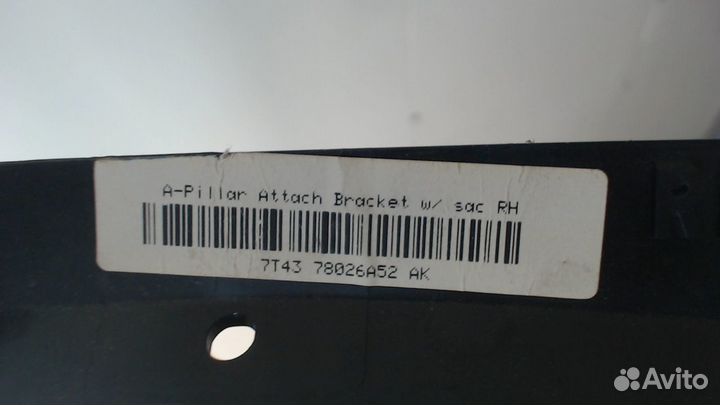 A-Pillar Attach Bracket w/ sac RH
7T43 78026A52 AK
Avito